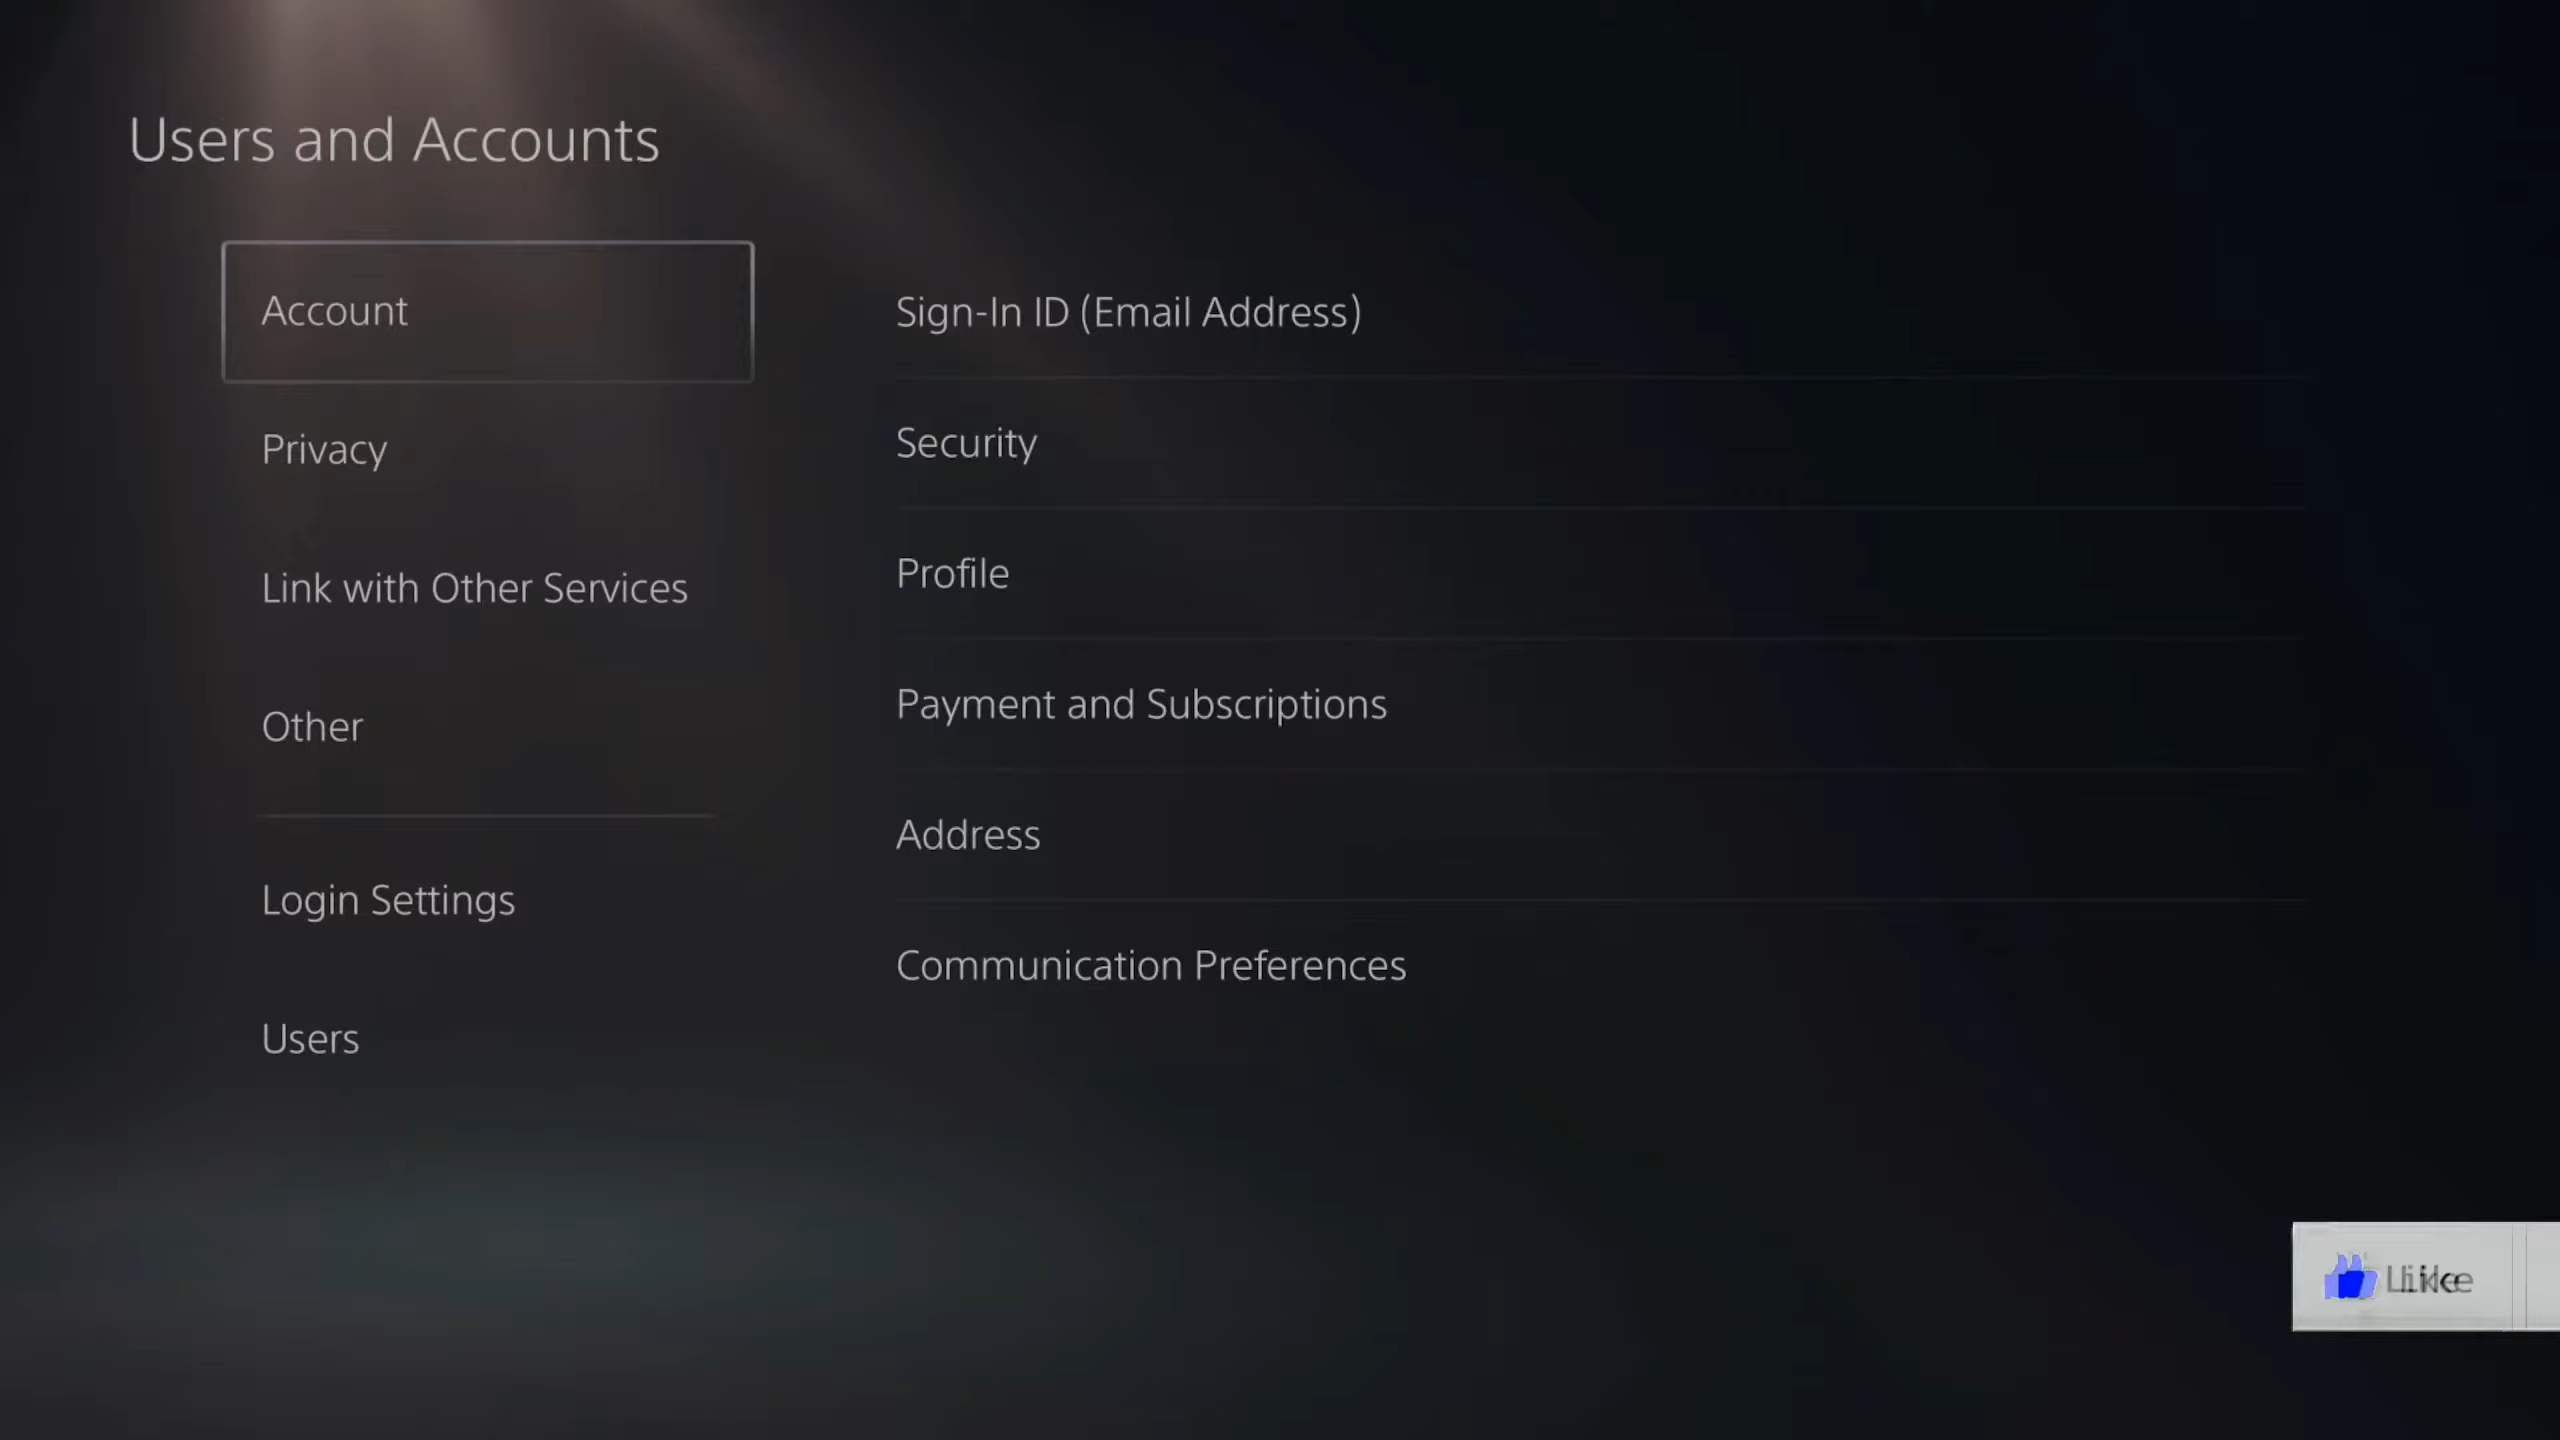 Users and Accounts
Account
Privacy
Link with Other Services
Other
Login Settings
Users
Sign-In ID (Email Address)
Security
Profile
Payment and Subscriptions
Address
Communication Preferences
Like